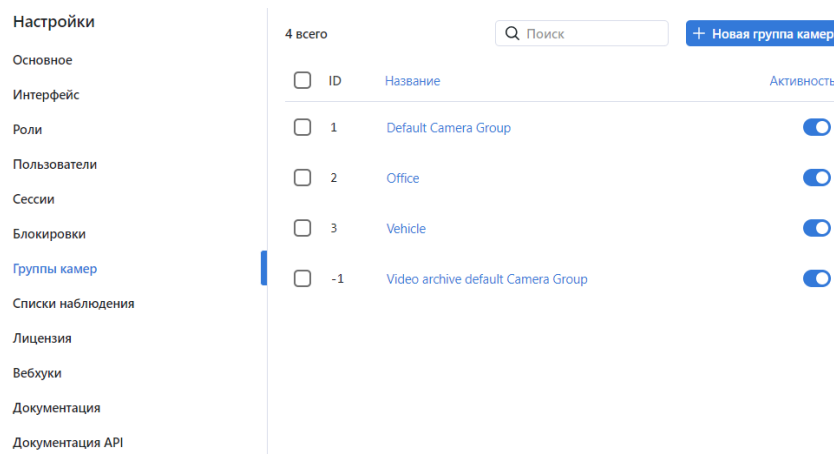 Настройки
Основное
Интерфейс
Роли
Пользователи
Сессии
Блокировки
Группы камер
Списки наблюдения
Лицензия
Вебхуки
Документация
Документация API
4 всего
Поиск
+ Новая группа камер
ID Название Активность
1 Default Camera Group
2 Office
3 Vehicle
-1 Video archive default Camera Group